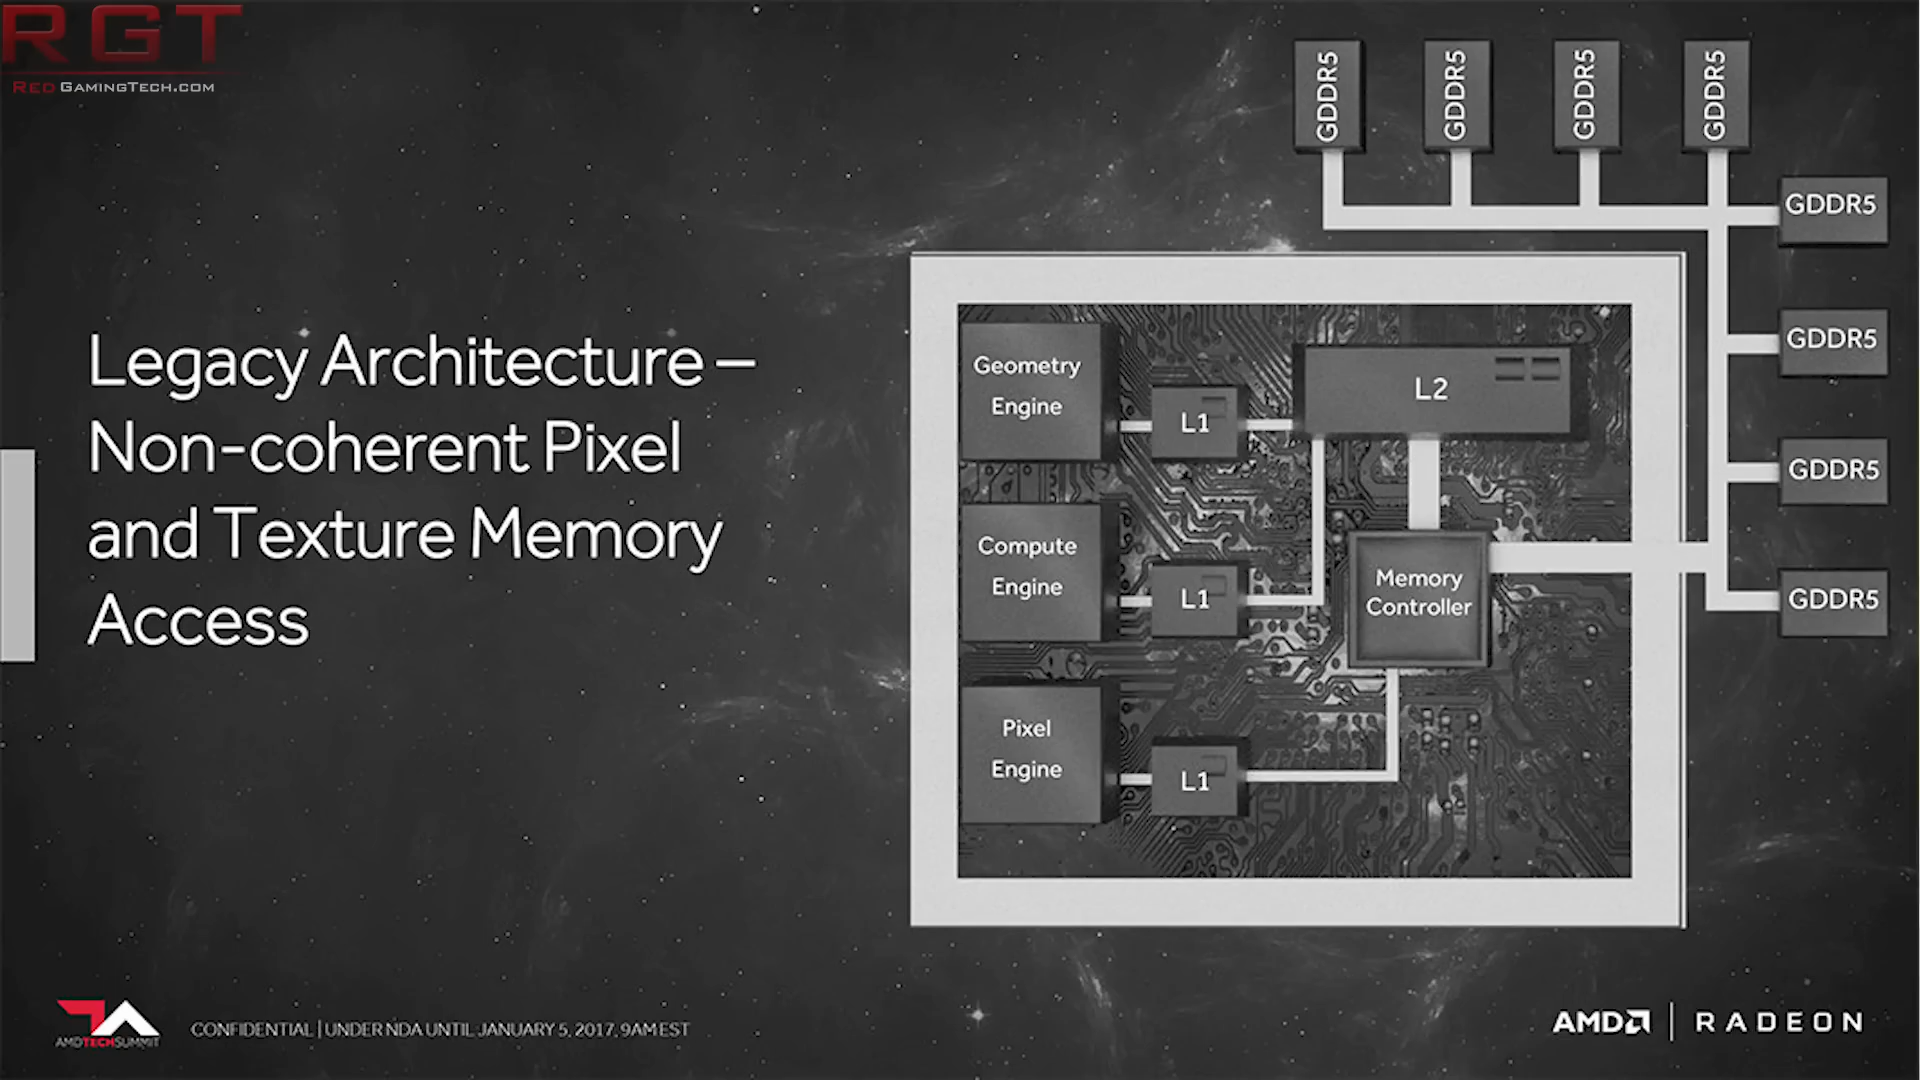 RGT
RED GAMINGTECH.COM
Legacy Architecture –
Non-coherent Pixel
and Texture Memory
Access
GDDR5
GDDR5
GDDR5
GDDR5
GDDR5
GDDR5
GDDR5
GDDR5
Geometry
Engine
L1
L2
Compute
Engine
L1
Memory
Controller
Pixel
Engine
L1
AMDTECHSUMMIT
CONFIDENTIAL | UNDER NDA UNTIL JANUARY 5, 2017, 9AM EST
AMD | RADEON